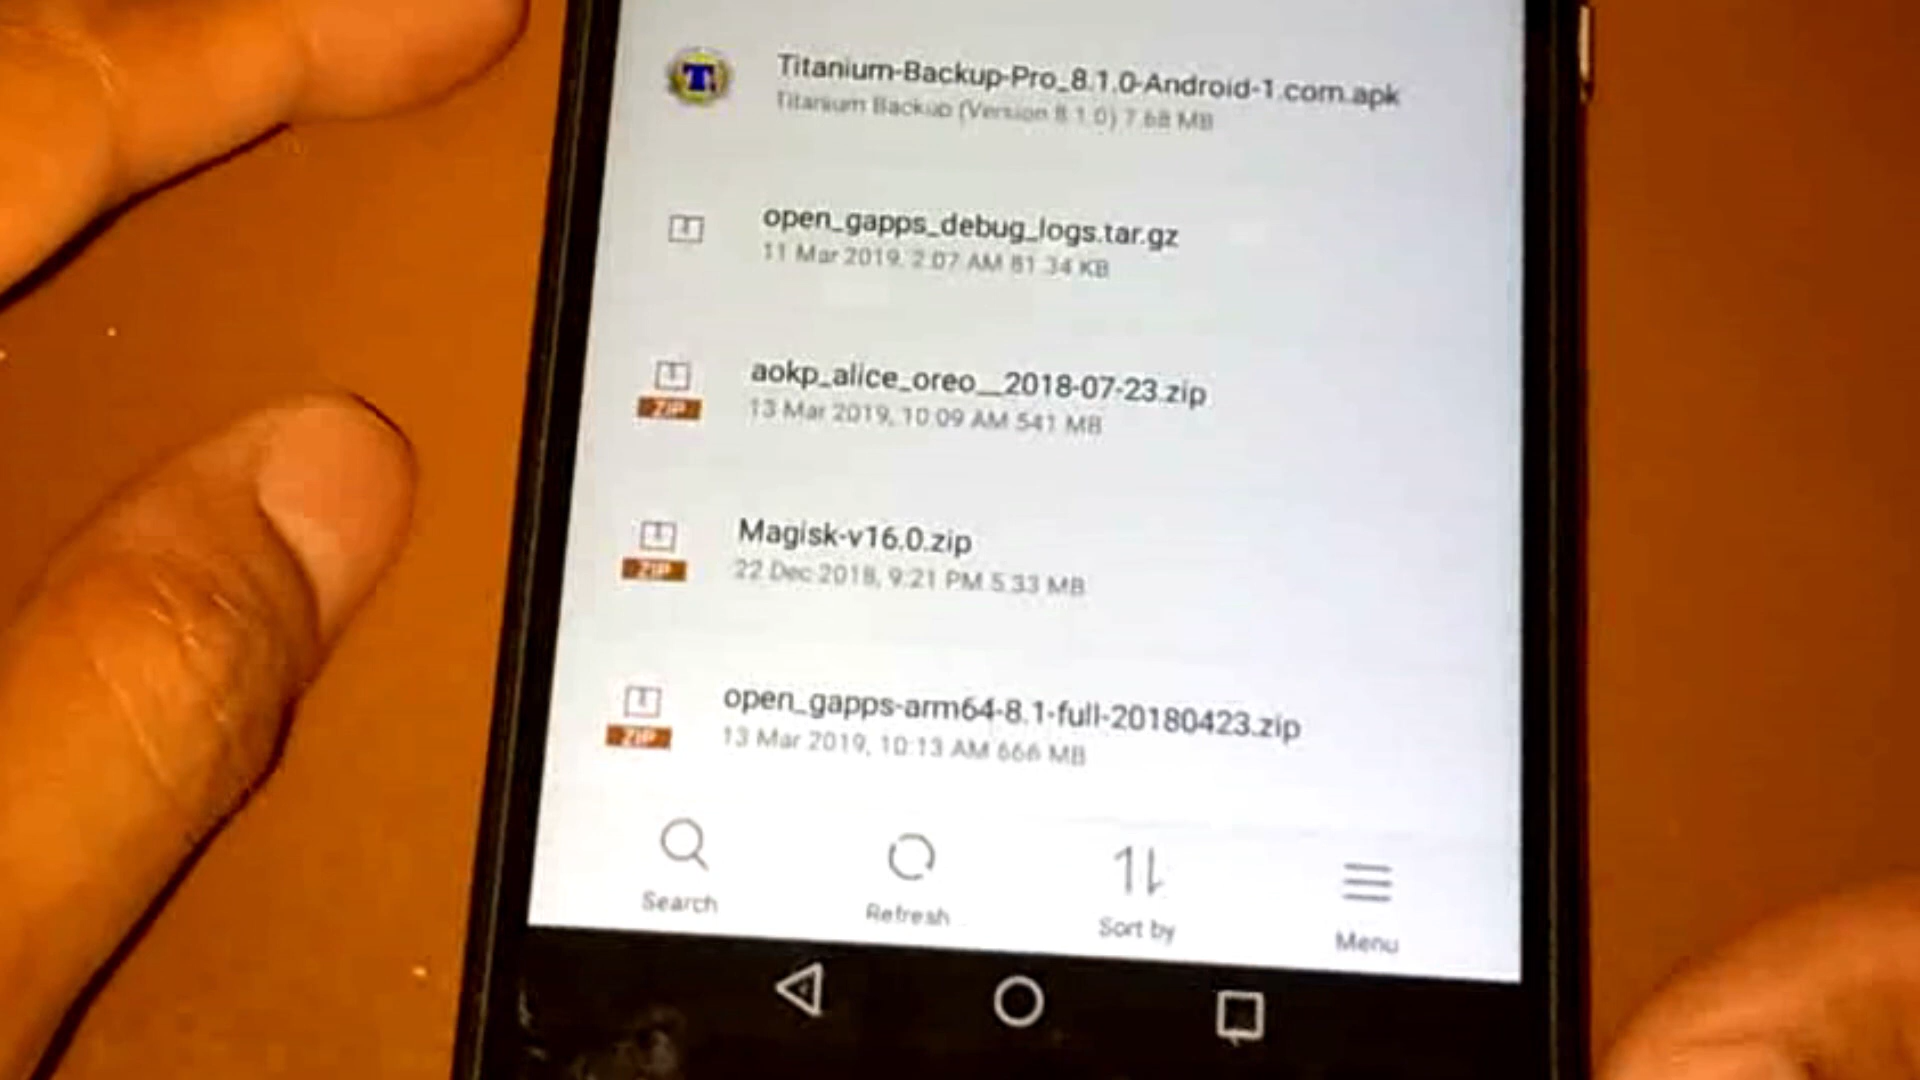 Titanium-Backup-Pro_8.1.0-Android-1.com.apk
Titanium Backup (Version 8.1.0) 7.68 MB
open_gapps_debug_logs.tar.gz
11 Mar 2019, 2:07 AM 81.34 KB
aokp_alice_oreo__2018-07-23.zip
ZIP
13 Mar 2019, 10:09 AM 541 MB
Magisk-v16.0.zip
ZIP
22 Dec 2018, 9:21 PM 5.33 MB
open_gapps-arm64-8.1-full-20180423.zip
ZIP
13 Mar 2019, 10:13 AM 666 MB
Search
Refresh
Sort by
Menu